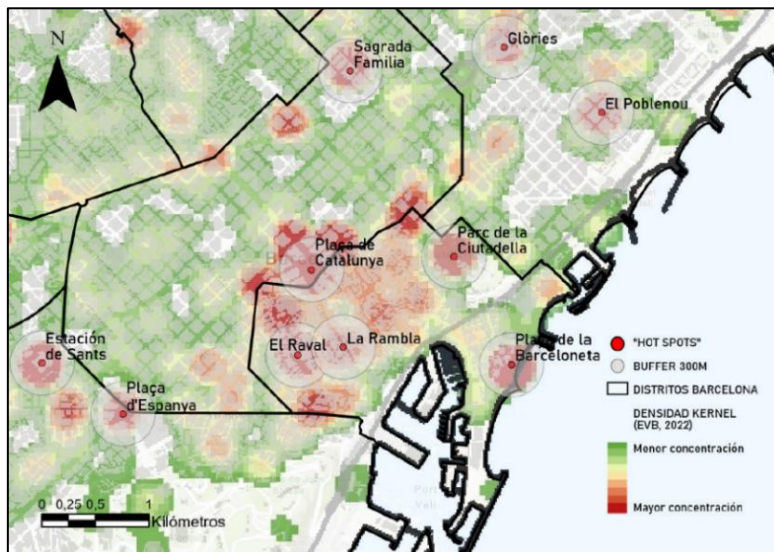 N
Sagrada
Familia
Glòries
El Poblenou
Plaça de
Catalunya
Parc de la
Ciutadella
El Raval
La Rambla
Platja de la
Barceloneta
Estación
de Sants
Plaça
d'Espanya
"HOT SPOTS"
BUFFER 300M
DISTRITOS BARCELONA
DENSIDAD KERNEL
(EVB, 2022)
Menor concentración
Mayor concentración
0 0,25 0,5 1
Kilómetros